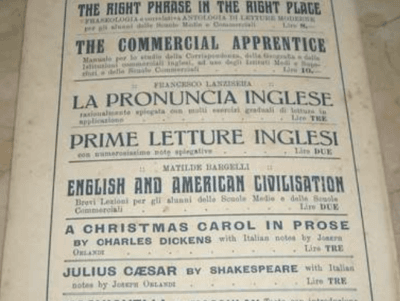 THE RIGHT PHRASE IN THE RIGHT PLACE
FRASEOLOGIA e correlativa ANTOLOGIA DI LETTURE MODERNE
per gli alunni delle Scuole Medie e Commerciali . . Lire 8,—
THE COMMERCIAL APPRENTICE
Manuale per lo studio della Corrispondenza, della Geografia e delle
Istituzioni commerciali inglesi, ad uso degli Istituti Medi e Supe-
riori e delle Scuole Commerciali . . . . Lire 10,—
FRANCESCO LANZISERA
LA PRONUNCIA INGLESE
razionalmente spiegata con molti esercizi graduali di lettura in
applicazione . . . . . . . Lire TRE
PRIME LETTURE INGLESI
con numerosissime note spiegative . . . . Lire DUE
MATILDE BARGELLI
ENGLISH AND AMERICAN CIVILISATION
Brevi Lezioni per gli alunni delle Scuole Medie e delle Scuole
Commerciali . . . . . . . Lire DUE
A CHRISTMAS CAROL IN PROSE
BY CHARLES DICKENS with Italian notes by JOSEPH
ORLANDI . . . . . . . . Lire TRE
JULIUS CÆSAR BY SHAKESPEARE with Italian
notes by JOSEPH ORLANDI . . . . . Lire TRE